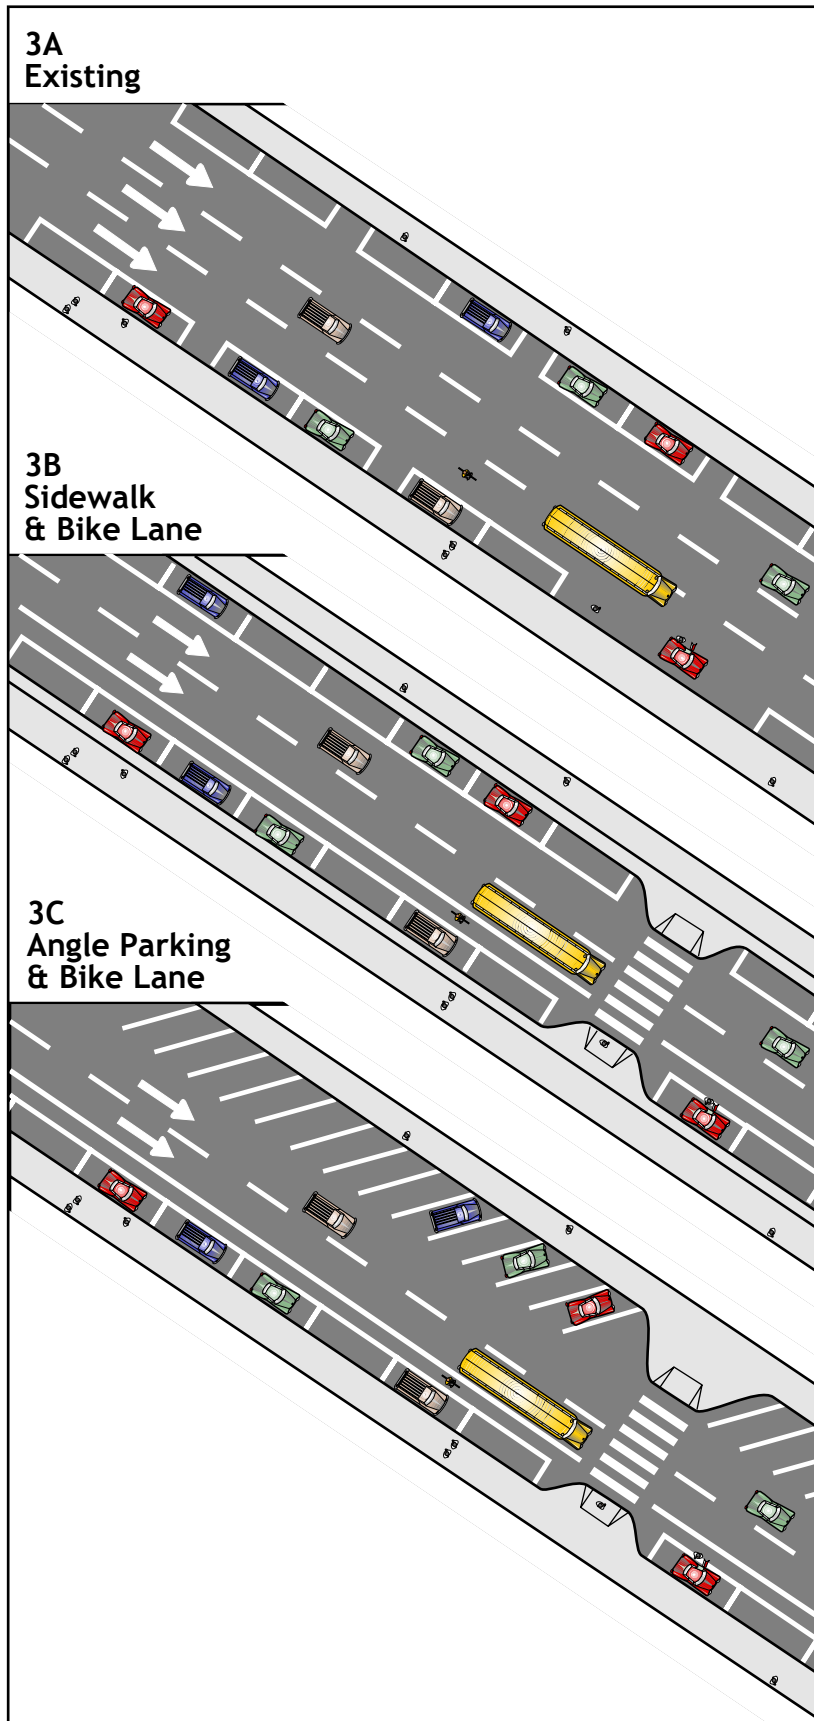 3A
Existing
3B
Sidewalk
& Bike Lane
3C
Angle Parking
& Bike Lane